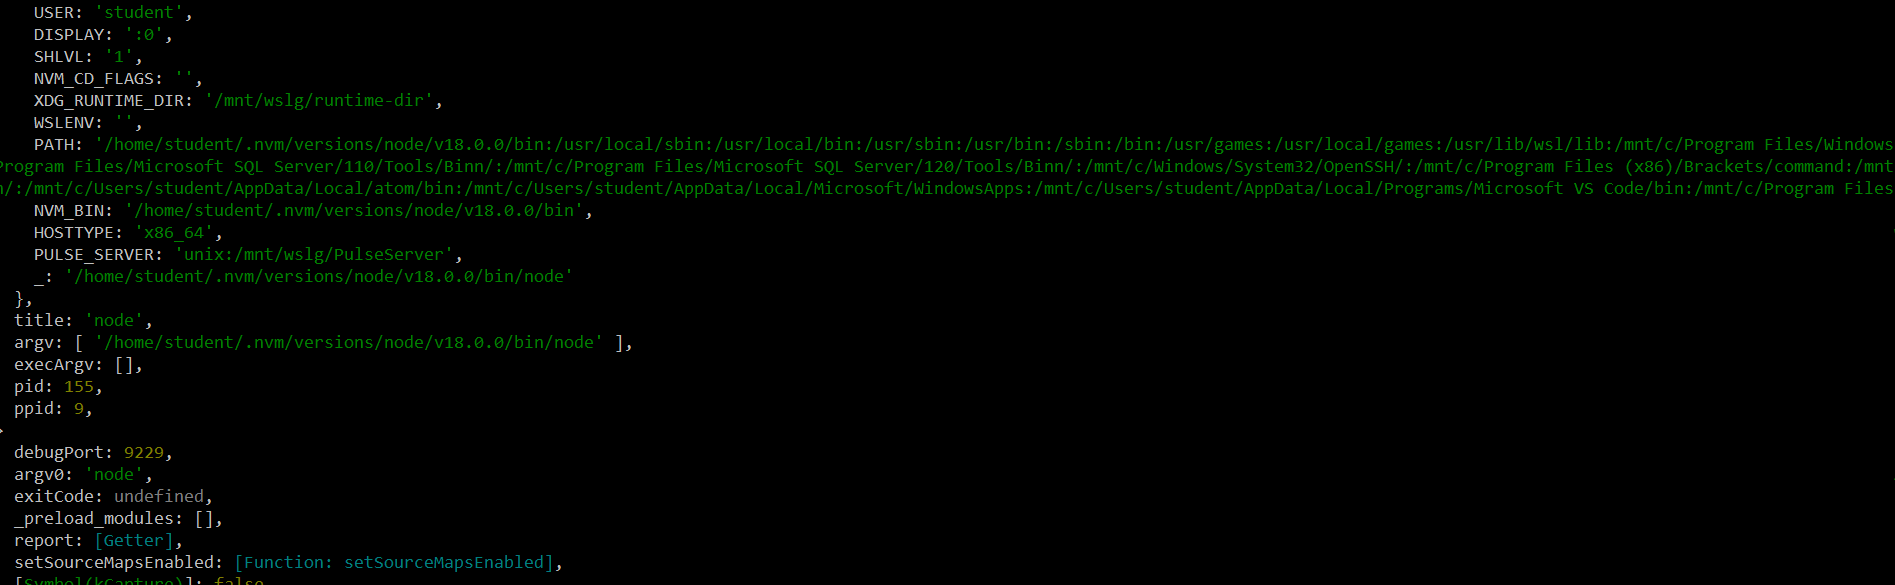 USER: 'student',
DISPLAY: ':0',
SHLVL: '1',
NVM_CD_FLAGS: '',
XDG_RUNTIME_DIR: '/mnt/wslg/runtime-dir',
WSLENV: '',
PATH: '/home/student/.nvm/versions/node/v18.0.0/bin:/usr/local/sbin:/usr/local/bin:/usr/sbin:/usr/bin:/sbin:/bin:/usr/games:/usr/local/games:/usr/lib/wsl/lib:/mnt/c/Program Files/Windows
Program Files/Microsoft SQL Server/110/Tools/Binn/:/mnt/c/Program Files/Microsoft SQL Server/120/Tools/Binn/:/mnt/c/Windows/System32/OpenSSH/:/mnt/c/Program Files (x86)/Brackets/command:/mnt
n/:/mnt/c/Users/student/AppData/Local/atom/bin:/mnt/c/Users/student/AppData/Local/Microsoft/WindowsApps:/mnt/c/Users/student/AppData/Local/Programs/Microsoft VS Code/bin:/mnt/c/Program Files
NVM_BIN: '/home/student/.nvm/versions/node/v18.0.0/bin',
HOSTTYPE: 'x86_64',
PULSE_SERVER: 'unix:/mnt/wslg/PulseServer',
_: '/home/student/.nvm/versions/node/v18.0.0/bin/node'
},
title: 'node',
argv: [ '/home/student/.nvm/versions/node/v18.0.0/bin/node' ],
execArgv: [],
pid: 155,
ppid: 9,
debugPort: 9229,
argv0: 'node',
exitCode: undefined,
_preload_modules: [],
report: [Getter],
setSourceMapsEnabled: [Function: setSourceMapsEnabled],
[Symbol(kCapture)]: false